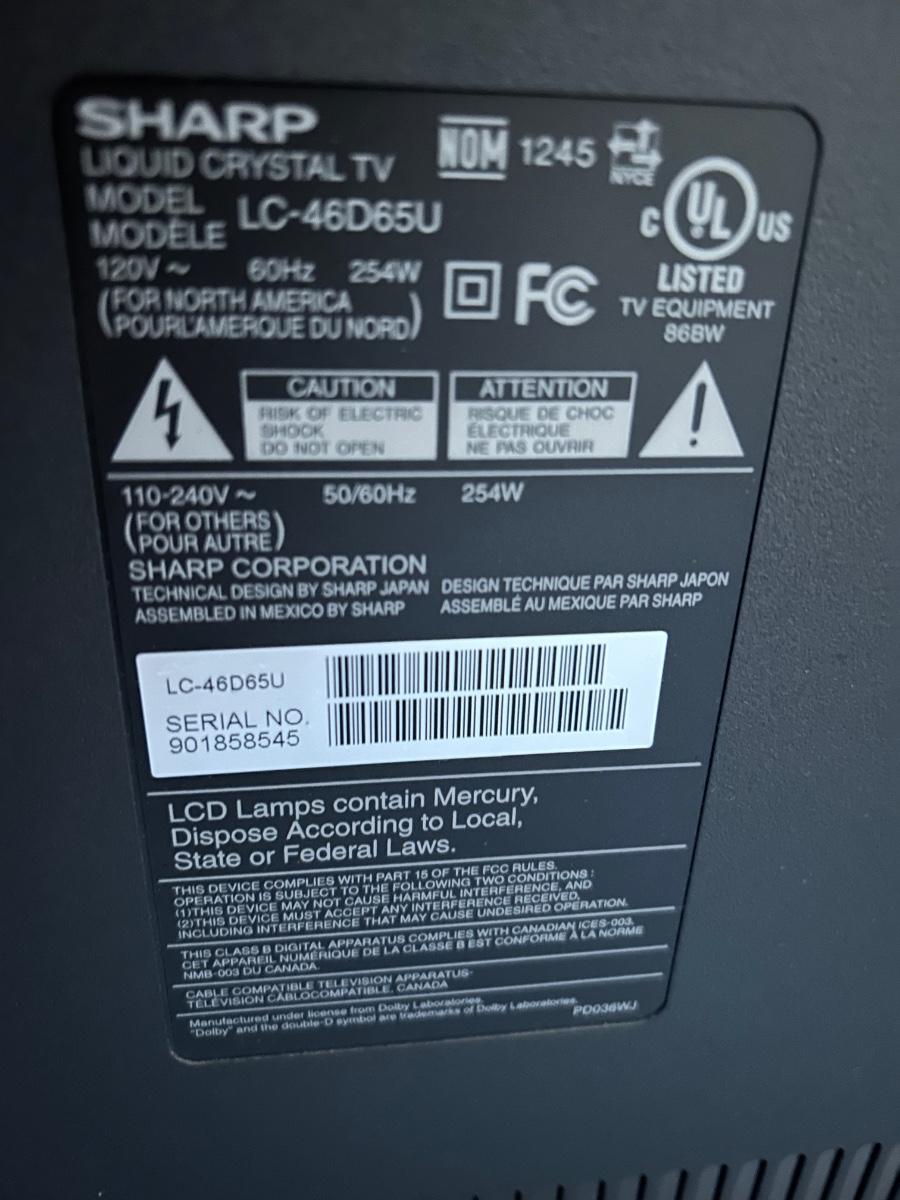 SHARP
LIQUID CRYSTAL TV
NOM 1245 NYCE
MODEL
MODÈLE LC-46D65U
C UL US
LISTED
TV EQUIPMENT
86BW
120V ~ 60Hz 254W
(FOR NORTH AMERICA
POUR L'AMERQUE DU NORD)
FC
CAUTION
RISK OF ELECTRIC
SHOCK
DO NOT OPEN
ATTENTION
RISQUE DE CHOC
ÉLECTRIQUE
NE PAS OUVRIR
110-240V ~ 50/60Hz 254W
(FOR OTHERS
POUR AUTRE)
SHARP CORPORATION
TECHNICAL DESIGN BY SHARP JAPAN
ASSEMBLED IN MEXICO BY SHARP
DESIGN TECHNIQUE PAR SHARP JAPON
ASSEMBLÉ AU MEXIQUE PAR SHARP
LC-46D65U
SERIAL NO.
901858545
LCD Lamps contain Mercury,
Dispose According to Local,
State or Federal Laws.
THIS DEVICE COMPLIES WITH PART 15 OF THE FCC RULES.
OPERATION IS SUBJECT TO THE FOLLOWING TWO CONDITIONS :
(1)THIS DEVICE MAY NOT CAUSE HARMFUL INTERFERENCE, AND
(2)THIS DEVICE MUST ACCEPT ANY INTERFERENCE RECEIVED,
INCLUDING INTERFERENCE THAT MAY CAUSE UNDESIRED OPERATION.
THIS CLASS B DIGITAL APPARATUS COMPLIES WITH CANADIAN ICES-003.
CET APPAREIL NUMÉRIQUE DE LA CLASSE B EST CONFORME À LA NORME
NMB-003 DU CANADA.
CABLE COMPATIBLE TELEVISION APPARATUS-
TÉLÉVISION CÂBLOCOMPATIBLE, CANADA
Manufactured under license from Dolby Laboratories.
"Dolby" and the double-D symbol are trademarks of Dolby Laboratories.
PD036WJ